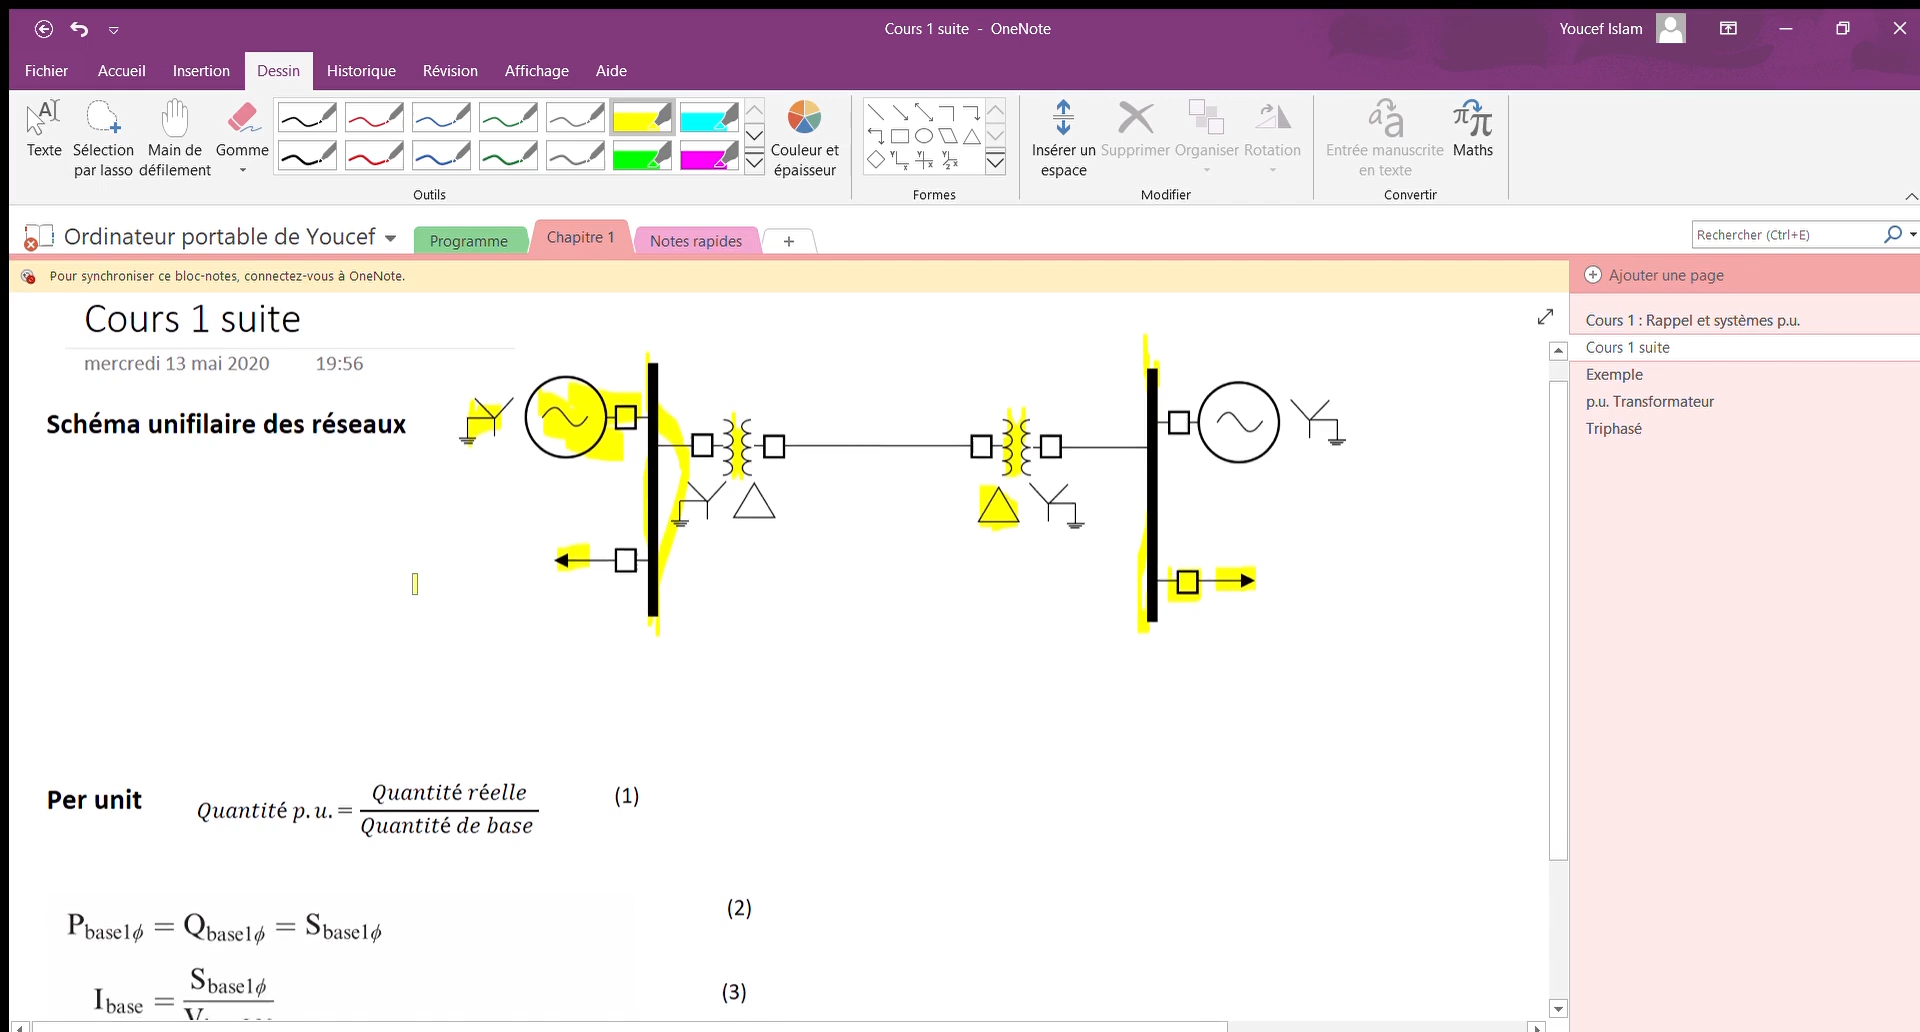 Cours 1 suite - OneNote
Youcef Islam
Fichier Accueil Insertion Dessin Historique Révision Affichage Aide
Texte
Sélection par lasso
Main de défilement
Gomme
Couleur et épaisseur
Insérer un espace
Supprimer
Organiser
Rotation
Entrée manuscrite en texte
Maths
Outils
Formes
Modifier
Convertir
Ordinateur portable de Youcef
Programme
Chapitre 1
Notes rapides
Rechercher (Ctrl+E)
Pour synchroniser ce bloc-notes, connectez-vous à OneNote.
Ajouter une page
Cours 1 : Rappel et systèmes p.u.
Cours 1 suite
Exemple
p.u. Transformateur
Triphasé
Cours 1 suite
mercredi 13 mai 2020 19:56
Schéma unifilaire des réseaux
Per unit
Quantité p.u. = Quantité réelle / Quantité de base (1)
P_base1ϕ = Q_base1ϕ = S_base1ϕ (2)
I_base = S_base1ϕ (3)